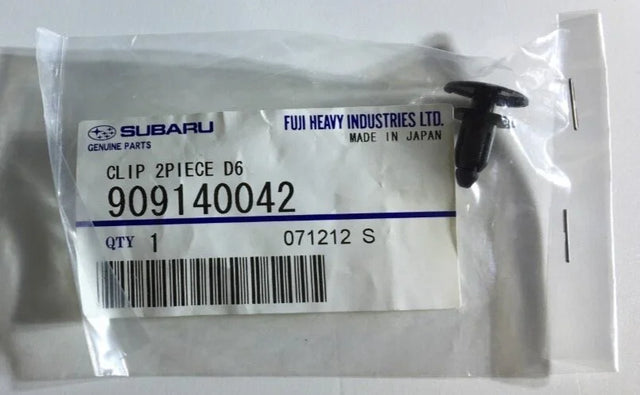 SUBARU
GENUINE PARTS
FUJI HEAVY INDUSTRIES LTD.
MADE IN JAPAN
CLIP 2PIECE D6
909140042
QTY 1
071212 S